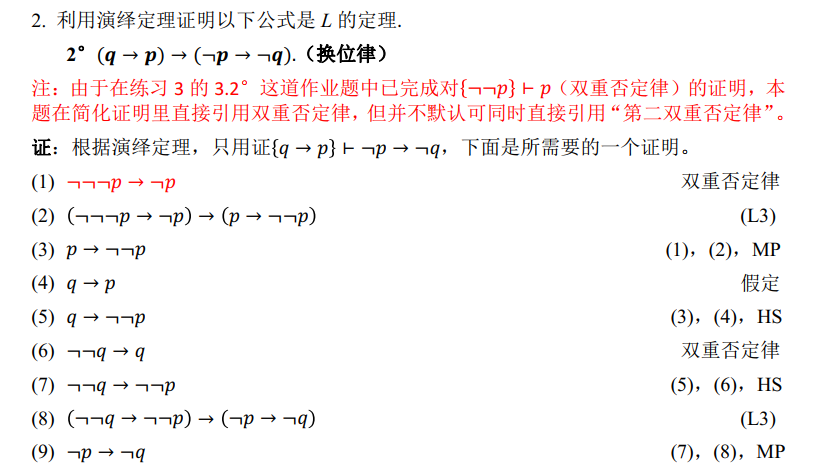 2. 利用演绎定理证明以下公式是 L 的定理.
2° (q → p) → (¬p → ¬q).（换位律）
注：由于在练习 3 的 3.2° 这道作业题中已完成对{¬¬p} ⊢ p（双重否定律）的证明，本
题在简化证明里直接引用双重否定律，但并不默认可同时直接引用“第二双重否定律”。
证：根据演绎定理，只用证{q → p} ⊢ ¬p → ¬q，下面是所需要的一个证明。
(1) ¬¬¬p → ¬p 双重否定律
(2) (¬¬¬p → ¬p) → (p → ¬¬p) (L3)
(3) p → ¬¬p (1)，(2)，MP
(4) q → p 假定
(5) q → ¬¬p (3)，(4)，HS
(6) ¬¬q → q 双重否定律
(7) ¬¬q → ¬¬p (5)，(6)，HS
(8) (¬¬q → ¬¬p) → (¬p → ¬q) (L3)
(9) ¬p → ¬q (7)，(8)，MP